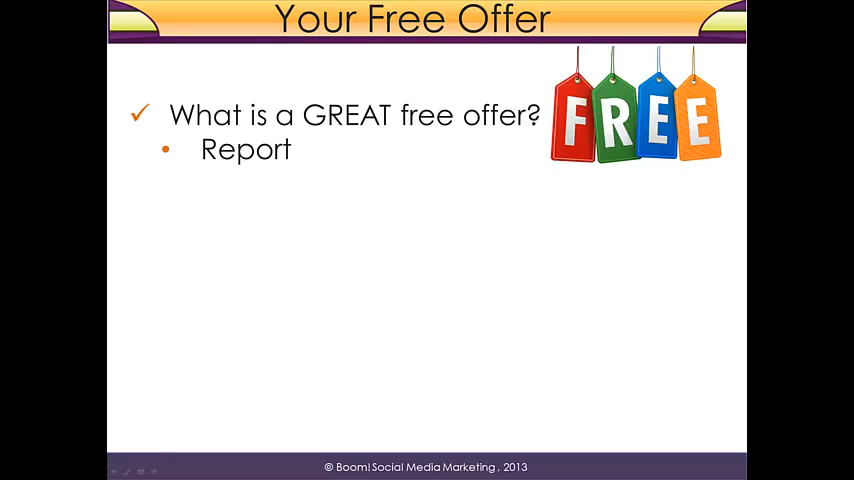 Your Free Offer
What is a GREAT free offer?
FREE
Report
© Boom! Social Media Marketing, 2013